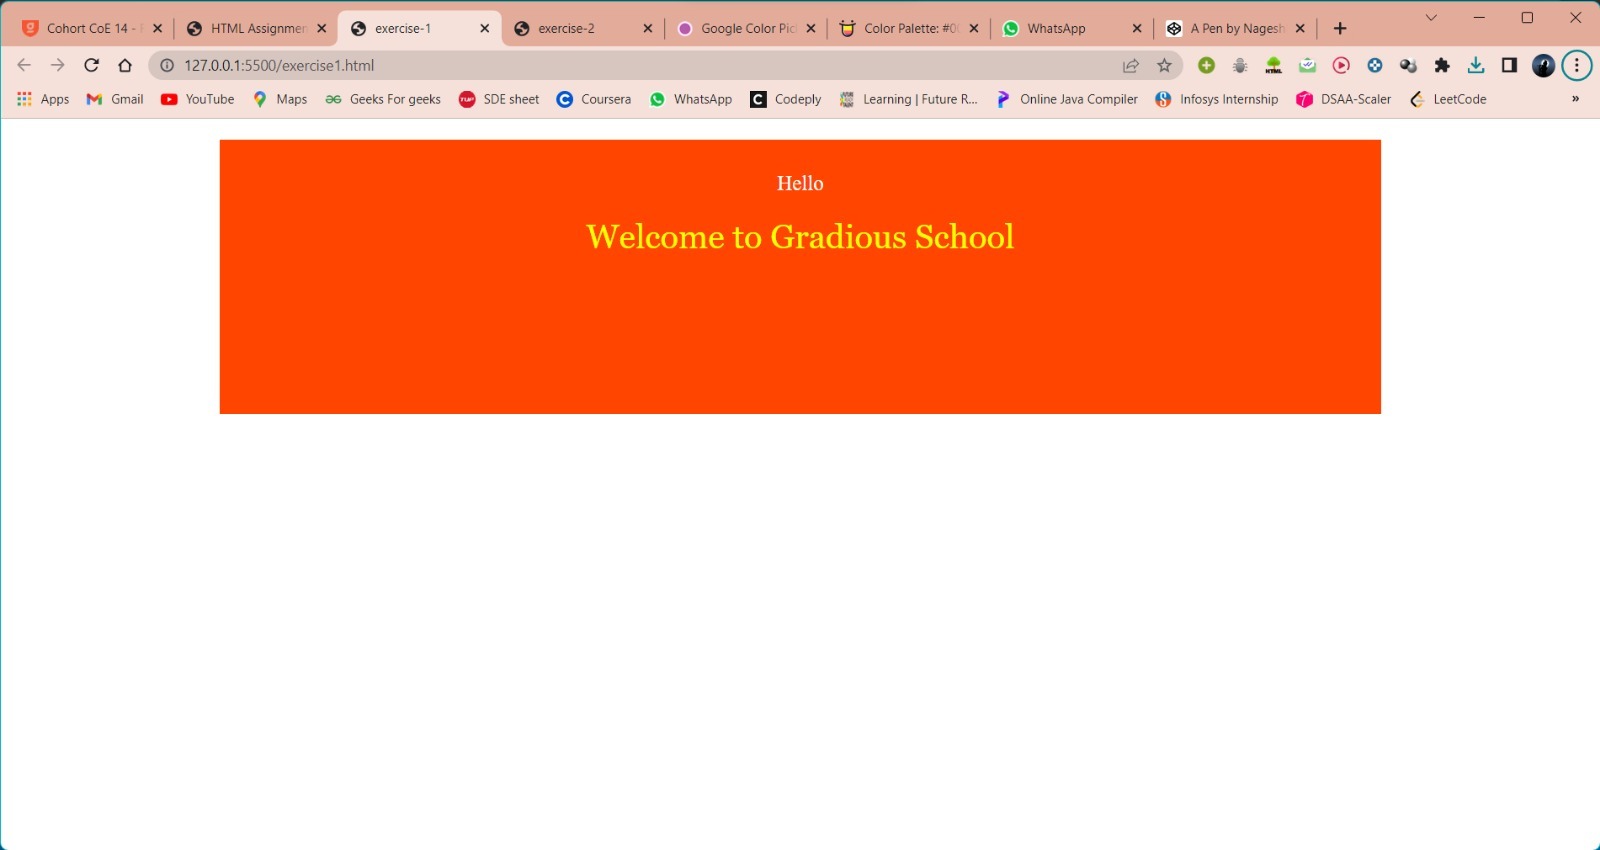 Cohort CoE 14 -
HTML Assignmen
exercise-1
exercise-2
Google Color Pic
Color Palette: #00
WhatsApp
A Pen by Nagesh
127.0.0.1:5500/exercise1.html
Apps
Gmail
YouTube
Maps
Geeks For geeks
TUF
SDE sheet
Coursera
WhatsApp
Codeply
Learning | Future R...
Online Java Compiler
Infosys Internship
DSAA-Scaler
LeetCode
»
Hello
Welcome to Gradious School